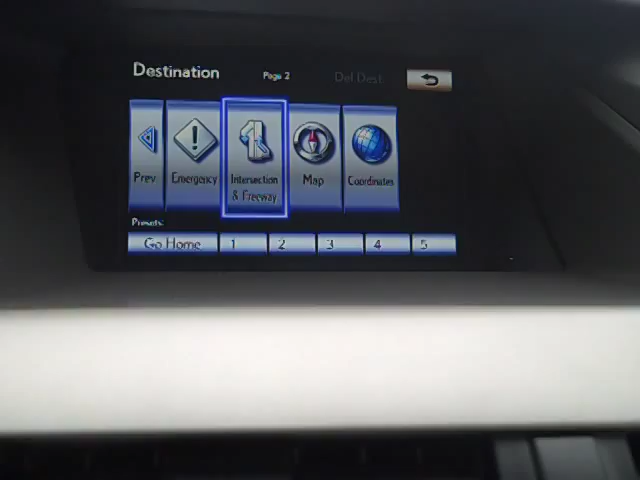 Destination Page 2 Del Dest.
Prev. Emergency Intersection & Freeway Map Coordinates
Presets:
Go Home 1 2 3 4 5